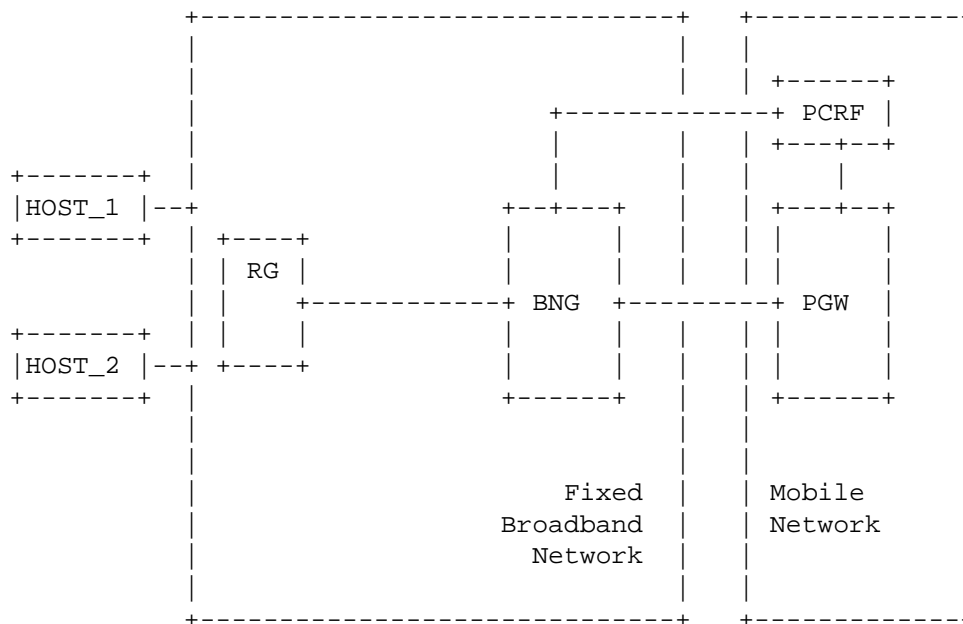 PCRF
HOST_1
RG
BNG
PGW
HOST_2
Fixed
Broadband
Network
Mobile
Network